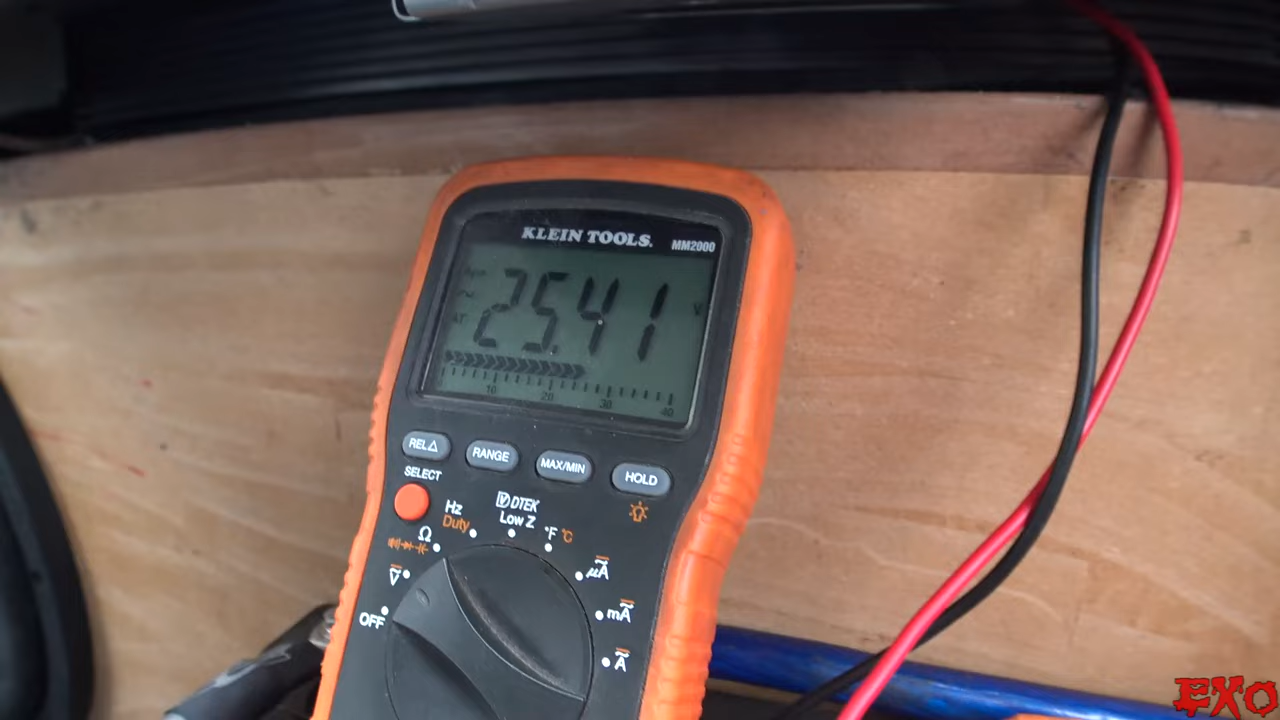 KLEIN TOOLS. MM2000
25.41 V
10 20 30 40
REL△ RANGE MAX/MIN HOLD
SELECT
Hz
Duty
VDTEK
Low Z
°F °C
Ω
μA
V
mA
OFF
A
EXO